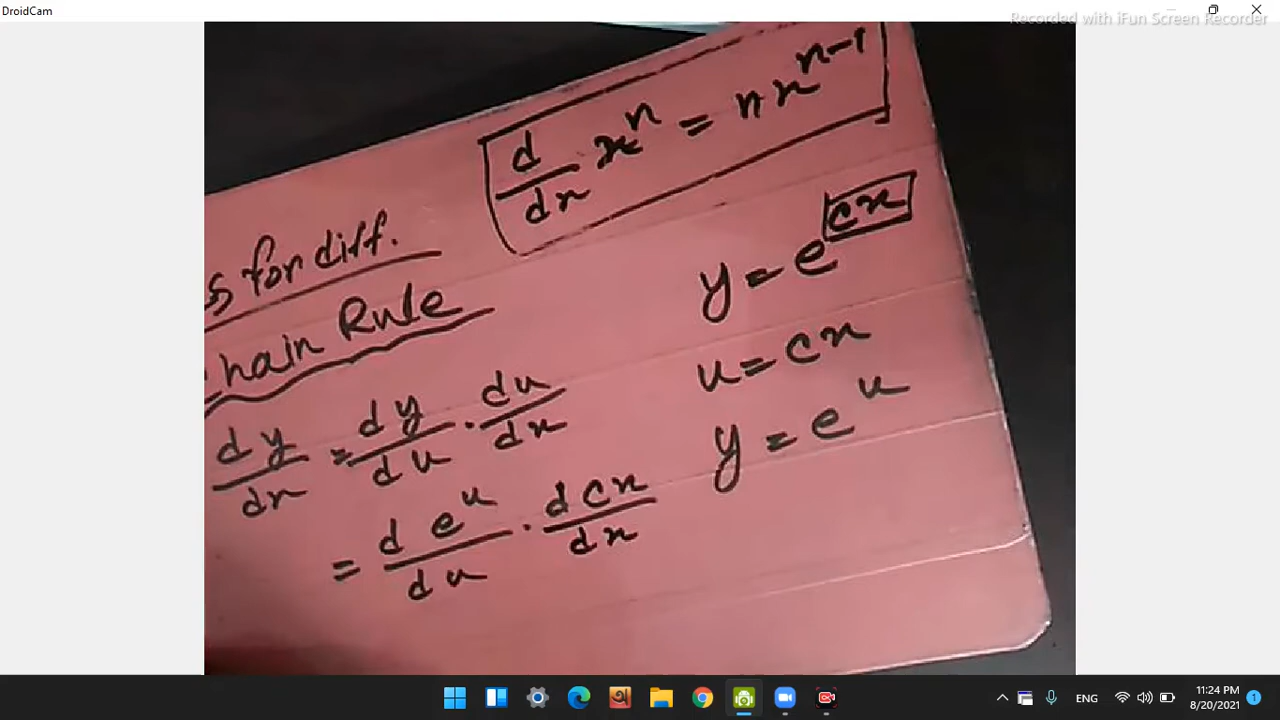 DroidCam
Recorded with iFun Screen Recorder
d/dx x^n = n x^(n-1)
for diff.
hain Rule
y = e^(cx)
u = cx
y = e^u
dy/dx = dy/du . du/dx
= d e^u/du . d cx/dx
ENG
11:24 PM
8/20/2021
1